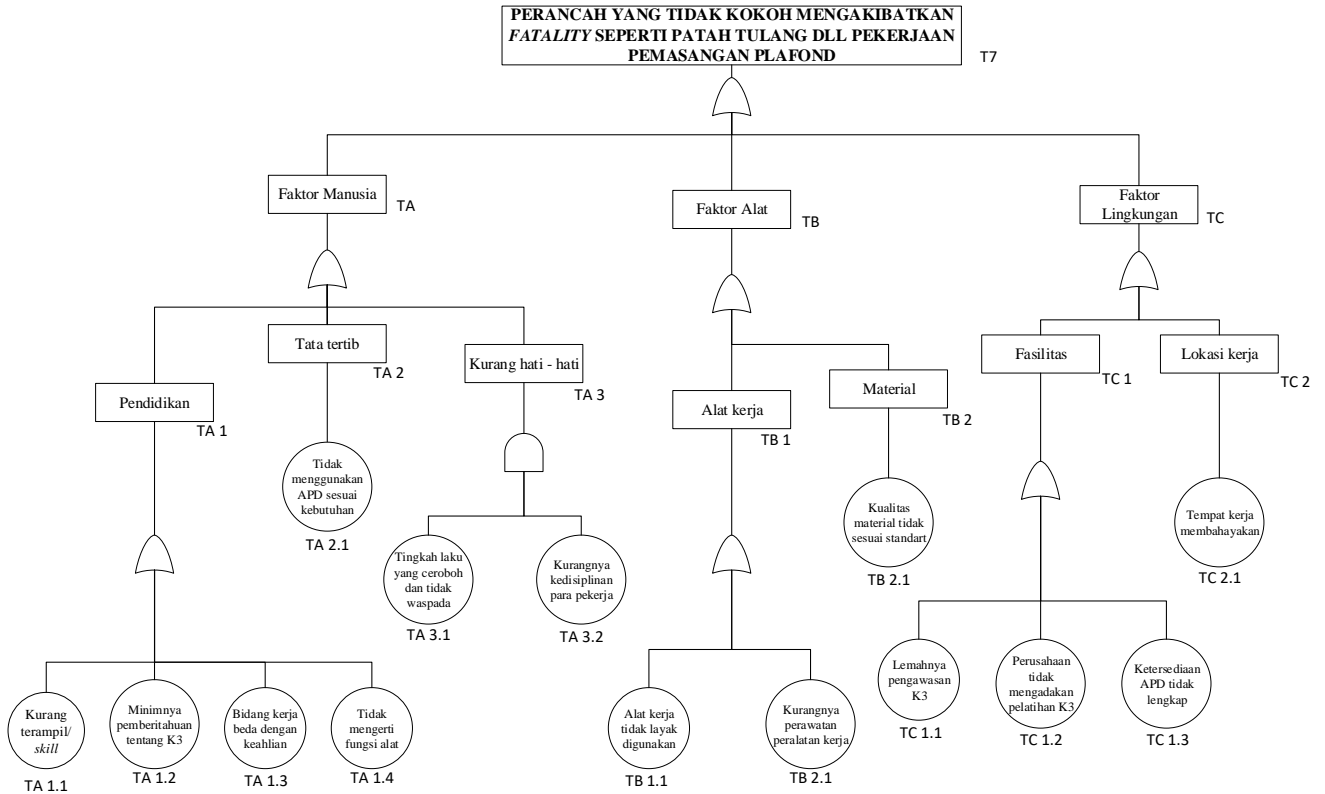 PERANCAH YANG TIDAK KOKOH MENGAKIBATKAN
FATALITY SEPERTI PATAH TULANG DLL PEKERJAAN
PEMASANGAN PLAFOND
T7
Faktor Manusia
TA
Faktor Alat
TB
Faktor
Lingkungan
TC
Pendidikan
TA 1
Tata tertib
TA 2
Kurang hati - hati
TA 3
Alat kerja
TB 1
Material
TB 2
Fasilitas
TC 1
Lokasi kerja
TC 2
Tidak
menggunakan
APD sesuai
kebutuhan
TA 2.1
Tingkah laku
yang ceroboh
dan tidak
waspada
TA 3.1
Kurangnya
kedisiplinan
para pekerja
TA 3.2
Kualitas
material tidak
sesuai standart
TB 2.1
Tempat kerja
membahayakan
TC 2.1
Kurang
terampil/
skill
TA 1.1
Minimnya
pemberitahuan
tentang K3
TA 1.2
Bidang kerja
beda dengan
keahlian
TA 1.3
Tidak
mengerti
fungsi alat
TA 1.4
Alat kerja
tidak layak
digunakan
TB 1.1
Kurangnya
perawatan
peralatan kerja
TB 2.1
Lemahnya
pengawasan
K3
TC 1.1
Perusahaan
tidak
mengadakan
pelatihan K3
TC 1.2
Ketersediaan
APD tidak
lengkap
TC 1.3